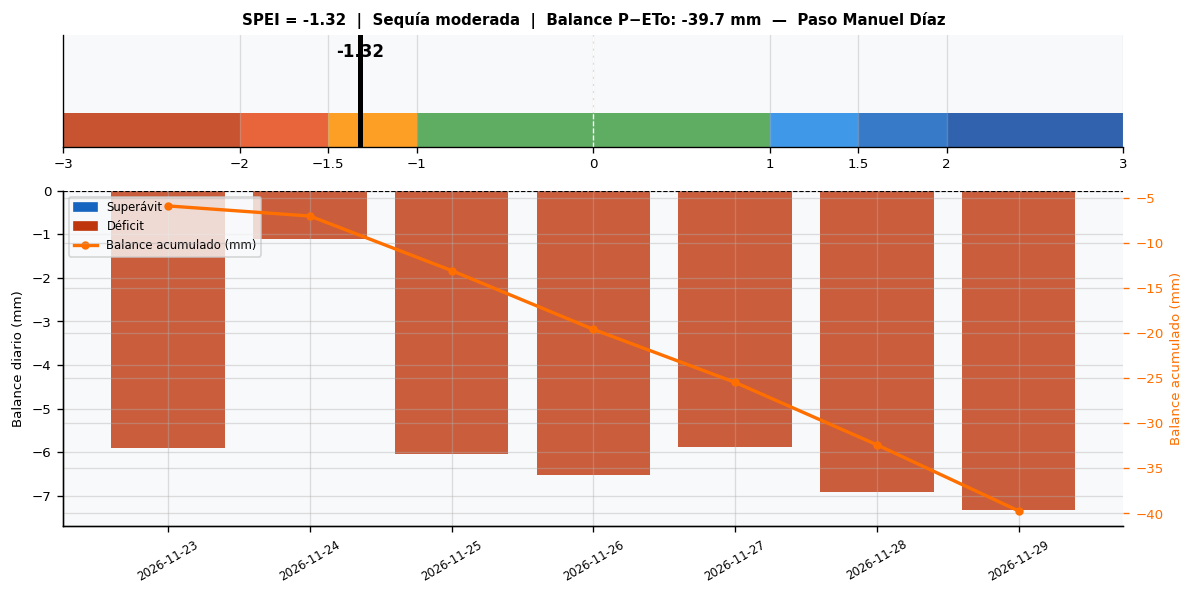 SPEI = -1.32 | Sequía moderada | Balance P−ETo: -39.7 mm — Paso Manuel Díaz
-1.32
−3 −2 −1.5 −1 0 1 1.5 2 3
Superávit
Déficit
Balance acumulado (mm)
Balance diario (mm)
0
−1
−2
−3
−4
−5
−6
−7
−5
−10
−15
−20
−25
−30
−35
−40
Balance acumulado (mm)
2026-11-23 2026-11-24 2026-11-25 2026-11-26 2026-11-27 2026-11-28 2026-11-29